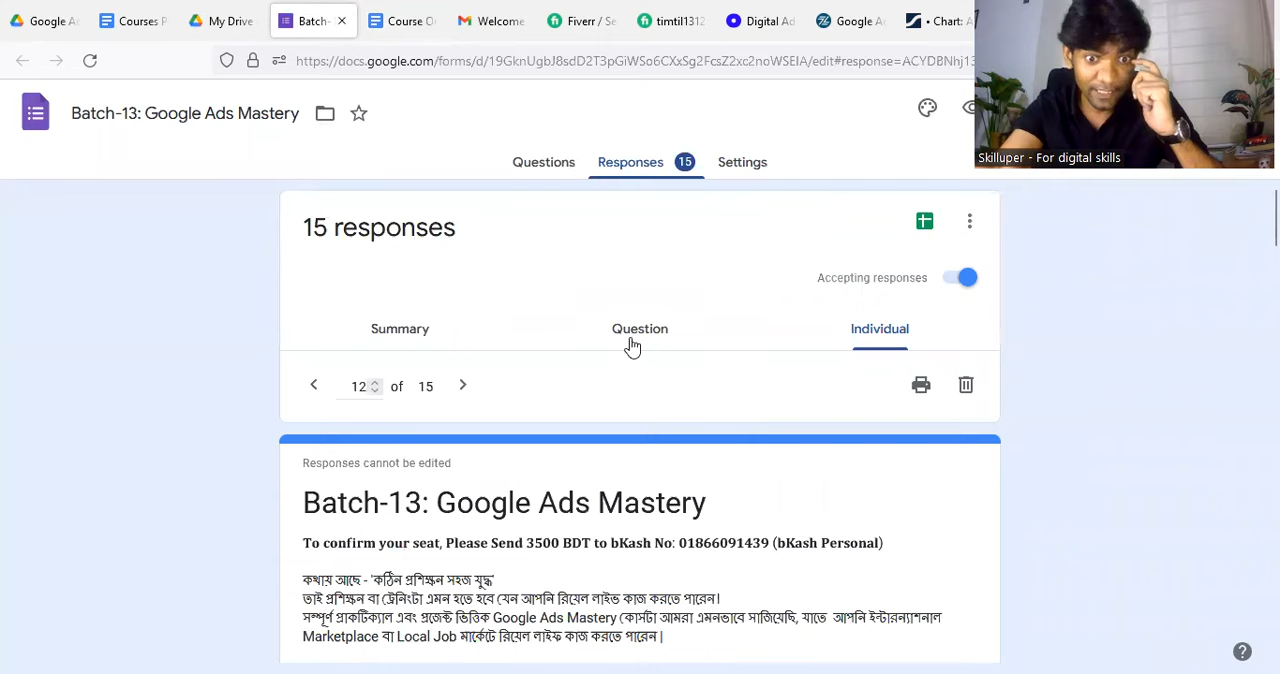 Google A
Courses P
My Drive
Batch-
Course O
Welcome
Fiverr / Se
timtil1312
Digital Ad
Google A
Chart: A
https://docs.google.com/forms/d/19GknUgbJ8sdD2T3pGiWSo6CXxSg2FcsZ2xc2noWSEIA/edit#response=ACYDBNhj13
Batch-13: Google Ads Mastery
Skilluper - For digital skills
Questions
Responses 15
Settings
15 responses
Accepting responses
Summary
Question
Individual
12 of 15
Responses cannot be edited
Batch-13: Google Ads Mastery
To confirm your seat, Please Send 3500 BDT to bKash No: 01866091439 (bKash Personal)
কথায় আছে - 'কঠিন প্রশিক্ষন সহজ যুদ্ধ'
তাই প্রশিক্ষন বা ট্রেনিংটা এমন হতে হবে যেন আপনি রিয়েল লাইভ কাজ করতে পারেন।
সম্পূর্ণ প্রাকটিক্যাল এবং প্রজেক্ট ভিত্তিক Google Ads Mastery কোর্সটা আমরা এমনভাবে সাজিয়েছি, যাতে আপনি ইন্টারন্যাশনাল
Marketplace বা Local Job মার্কেটে রিয়েল লাইফ কাজ করতে পারেন |